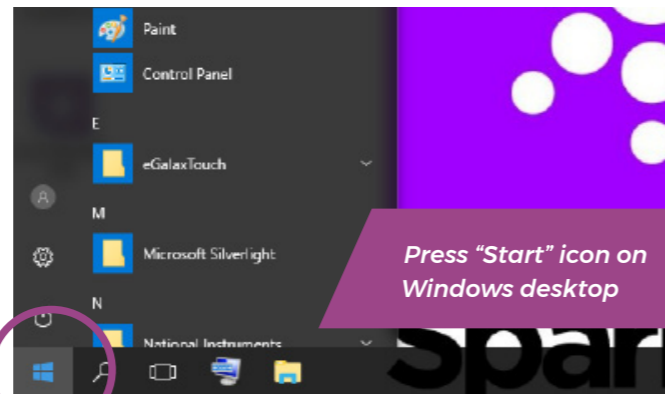 Paint
Control Panel
E
eGalaxTouch
M
Microsoft Silverlight
Press “Start” icon on
Windows desktop
N
National Instruments
Spar